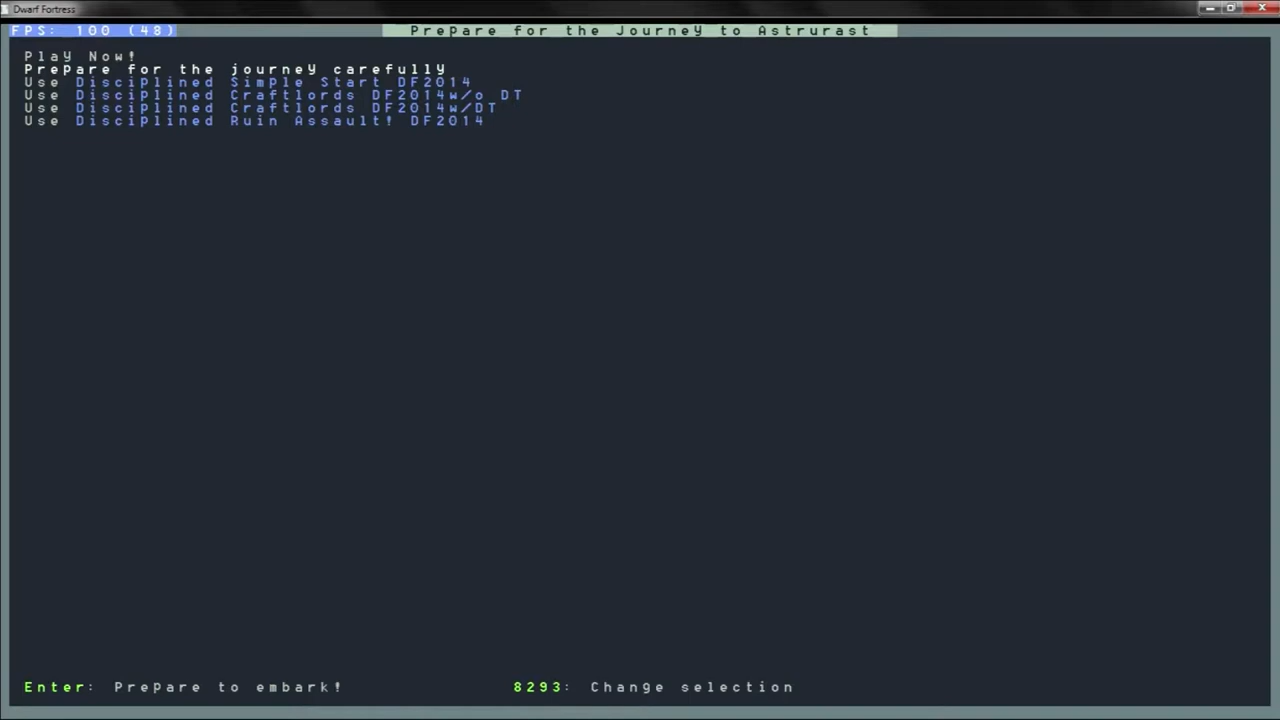 Dwarf Fortress
FPS: 100 (48)
Prepare for the Journey to Astrurast
Play Now!
Prepare for the journey carefully
Use Disciplined Simple Start DF2014
Use Disciplined Craftlords DF2014w/o DT
Use Disciplined Craftlords DF2014w/DT
Use Disciplined Ruin Assault! DF2014
Enter: Prepare to embark!
8293: Change selection